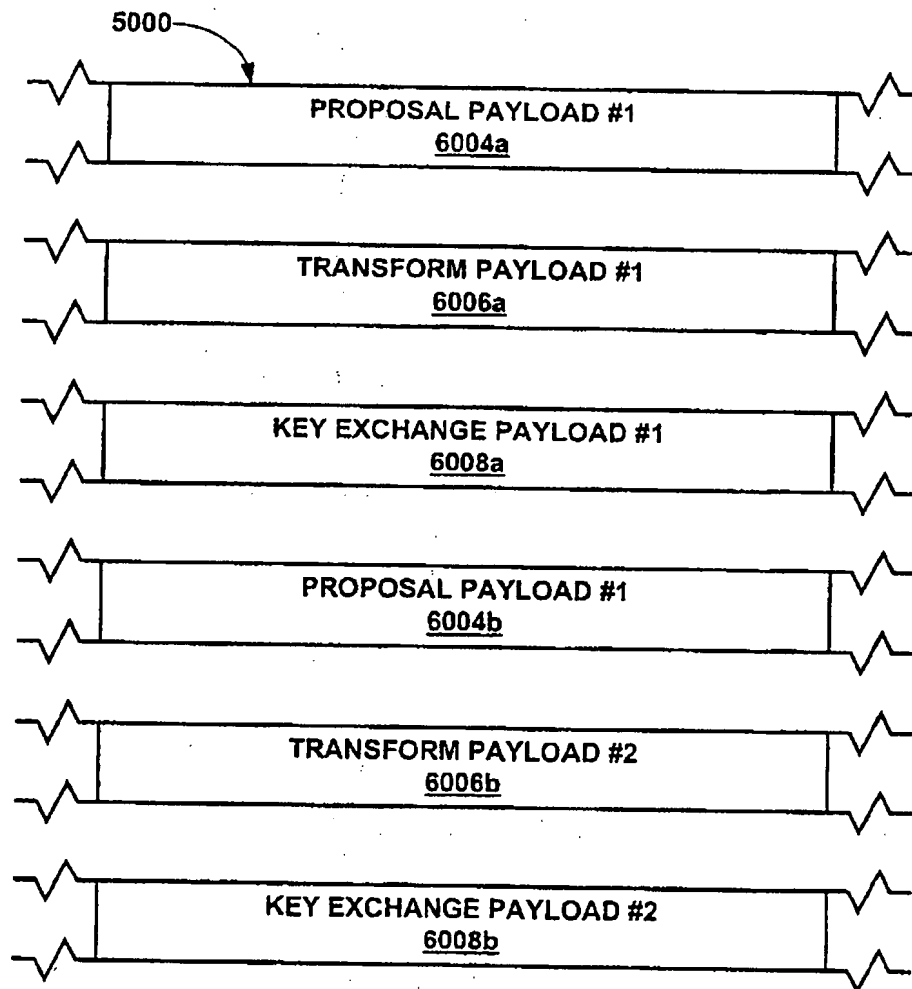 5000
PROPOSAL PAYLOAD #1
6004a
TRANSFORM PAYLOAD #1
6006a
KEY EXCHANGE PAYLOAD #1
6008a
PROPOSAL PAYLOAD #1
6004b
TRANSFORM PAYLOAD #2
6006b
KEY EXCHANGE PAYLOAD #2
6008b